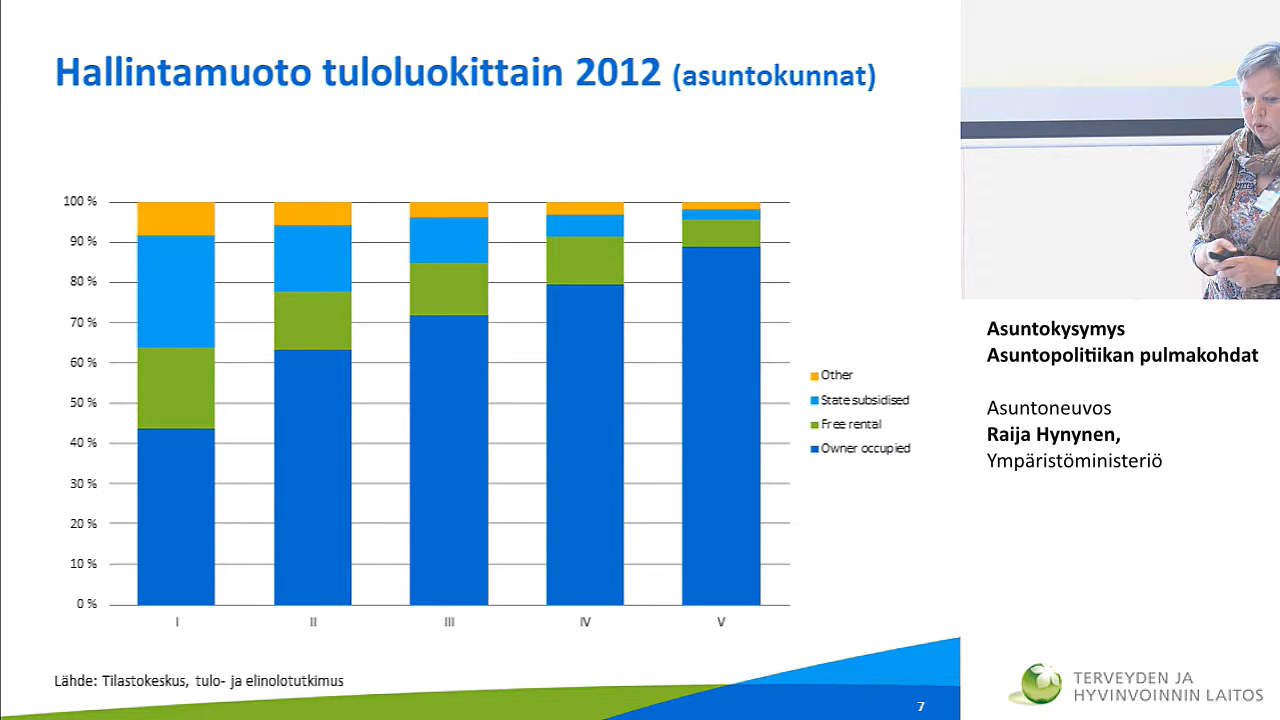 Hallintamuoto tuloluokittain 2012 (asuntokunnat)
100 %
90 %
80 %
70 %
60 %
50 %
40 %
30 %
20 %
10 %
0 %
I
II
III
IV
V
Other
State subsidised
Free rental
Owner occupied
Lähde: Tilastokeskus, tulo- ja elinolotutkimus
7
Asuntokysymys
Asuntopolitiikan pulmakohdat
Asuntoneuvos
Raija Hynynen,
Ympäristöministeriö
TERVEYDEN JA
HYVINVOINNIN LAITOS